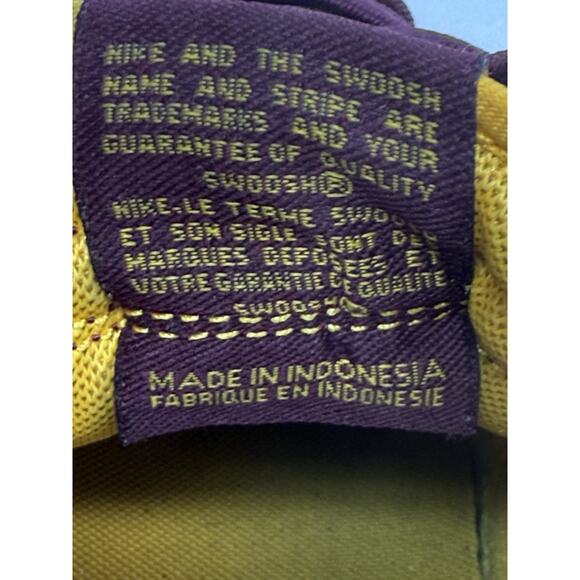 NIKE AND THE SWOOSH
NAME AND STRIPE ARE
TRADEMARKS AND YOUR
GUARANTEE OF QUALITY
SWOOSH®
NIKE.LE TERME SWOOSH
ET SON SIGLE SONT DES
MARQUES DEPOSEES ET
VOTRE GARANTIE DE QUALITE
SWOOSH®
MADE IN INDONESIA
FABRIQUE EN INDONESIE